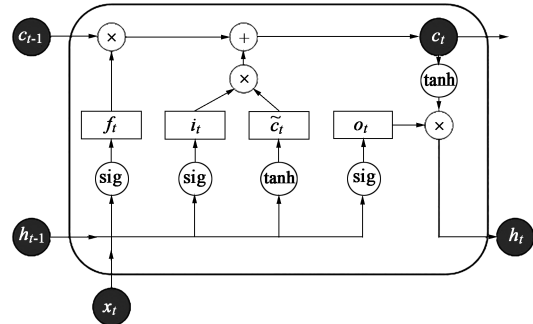 c_{t-1} × + c_t
× tanh
f_t i_t c̃_t o_t ×
sig sig tanh sig
h_{t-1} h_t
x_t